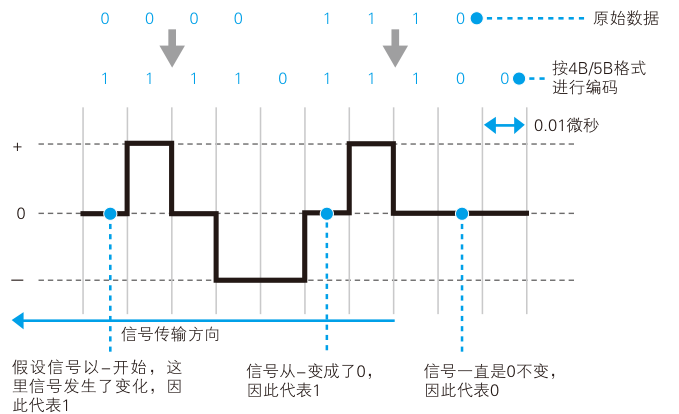 0 0 0 0 1 1 1 0 原始数据
1 1 1 1 0 1 1 1 0 0 按4B/5B格式
进行编码
0.01微秒
+
0
—
信号传输方向
假设信号以-开始，这
里信号发生了变化，因
此代表1
信号从-变成了0，
因此代表1
信号一直是0不变，
因此代表0